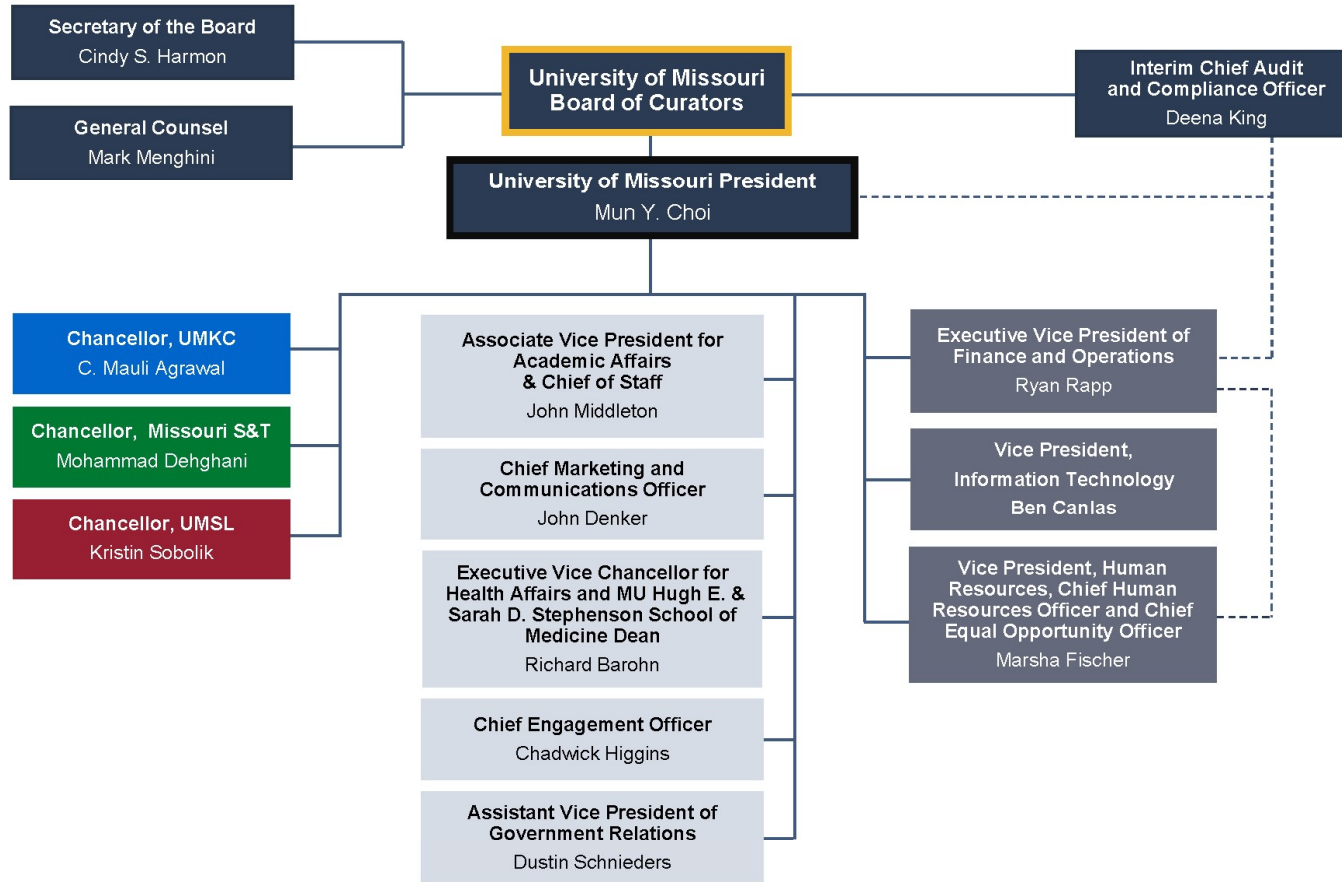 Secretary of the Board
Cindy S. Harmon
General Counsel
Mark Menghini
University of Missouri
Board of Curators
Interim Chief Audit
and Compliance Officer
Deena King
University of Missouri President
Mun Y. Choi
Chancellor, UMKC
C. Mauli Agrawal
Chancellor, Missouri S&T
Mohammad Dehghani
Chancellor, UMSL
Kristin Sobolik
Associate Vice President for
Academic Affairs
& Chief of Staff
John Middleton
Chief Marketing and
Communications Officer
John Denker
Executive Vice Chancellor for
Health Affairs and MU Hugh E. &
Sarah D. Stephenson School of
Medicine Dean
Richard Barohn
Chief Engagement Officer
Chadwick Higgins
Assistant Vice President of
Government Relations
Dustin Schnieders
Executive Vice President of
Finance and Operations
Ryan Rapp
Vice President,
Information Technology
Ben Canlas
Vice President, Human
Resources, Chief Human
Resources Officer and Chief
Equal Opportunity Officer
Marsha Fischer